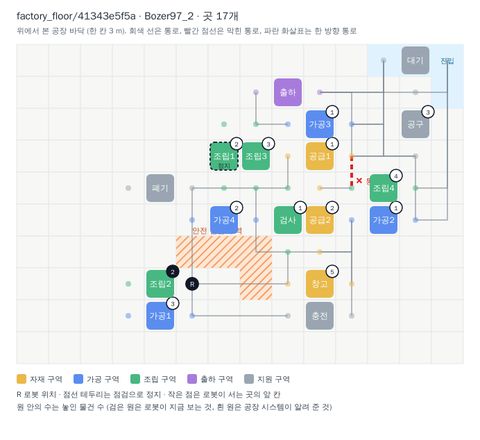 factory_floor/41343e5f5a · Bozer97_2 · 곳 17개
위에서 본 공장 바닥 (한 칸 3 m). 회색 선은 통로, 빨간 점선은 막힌 통로, 파란 화살표는 한 방향 통로
대기
진입
출하
3
공구
1
가공3
2
조립1
정지
3
조립3
1
공급1
✕
4
조립4
폐기
2
가공4
1
검사
2
공급2
1
가공2
안전
역
2
조립2
R
5
창고
3
가공1
충전
자재 구역
가공 구역
조립 구역
출하 구역
지원 구역
R 로봇 위치 · 점선 테두리는 점검으로 정지 · 작은 점은 로봇이 서는 곳의 앞 칸
원 안의 수는 놓인 물건 수 (검은 원은 로봇이 지금 보는 것, 흰 원은 공장 시스템이 알려 준 것)